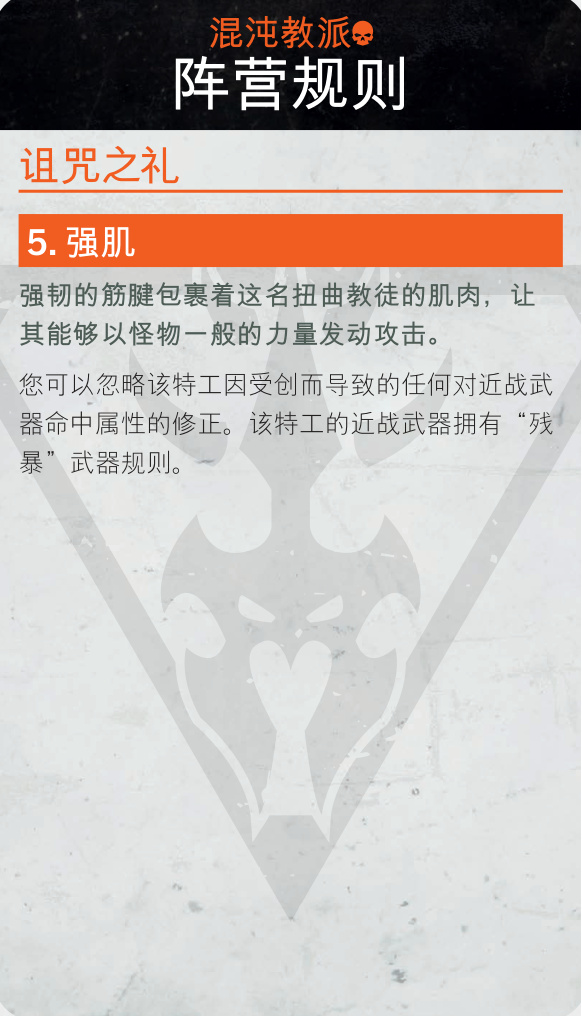 混沌教派
阵营规则
诅咒之礼
5. 强肌
强韧的筋腱包裹着这名扭曲教徒的肌肉，让
其能够以怪物一般的力量发动攻击。
您可以忽略该特工因受创而导致的任何对近战武
器命中属性的修正。该特工的近战武器拥有“残
暴”武器规则。